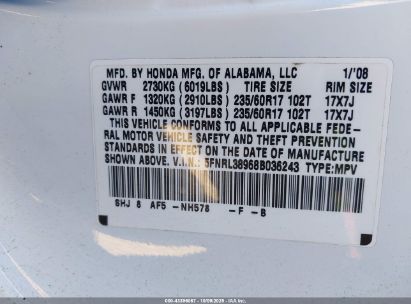 MFD. BY HONDA MFG. OF ALABAMA, LLC 1/'08
GVWR 2730KG (6019LBS) TIRE SIZE RIM SIZE
GAWR F 1320KG (2910LBS) 235/60R17 102T 17X7J
GAWR R 1450KG (3197LBS) 235/60R17 102T 17X7J
THIS VEHICLE CONFORMS TO ALL APPLICABLE FEDE-
RAL MOTOR VEHICLE SAFETY AND THEFT PREVENTION
STANDARDS IN EFFECT ON THE DATE OF MANUFACTURE
SHOWN ABOVE. V.I.N.: 5FNRL38968B036243 TYPE:MPV
SHJ 8 AF5 -NH578 -F -B